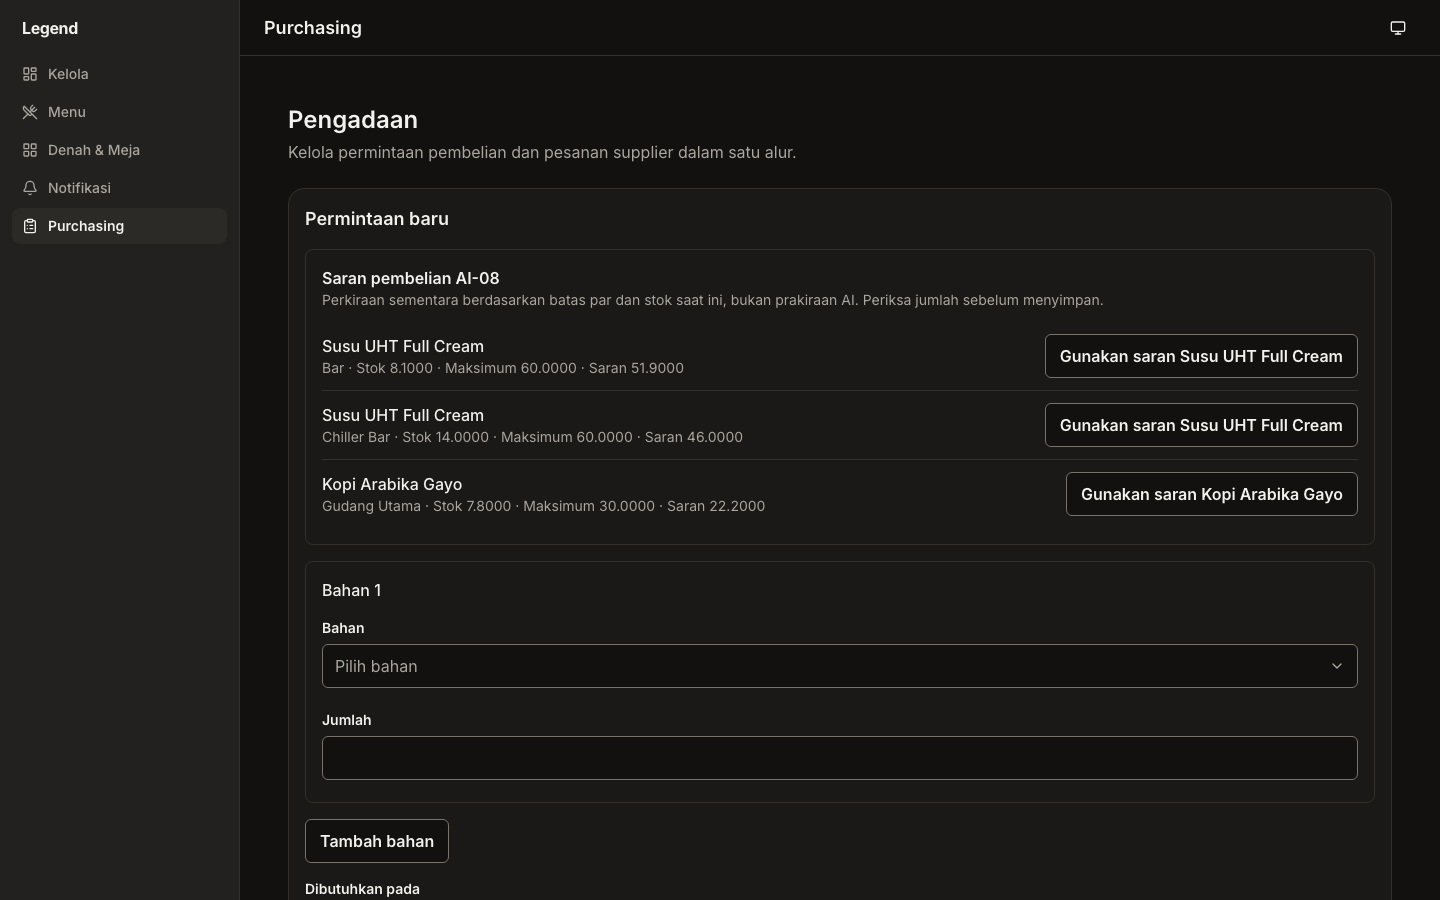 Legend
Kelola
Menu
Denah & Meja
Notifikasi
Purchasing
Purchasing
Pengadaan
Kelola permintaan pembelian dan pesanan supplier dalam satu alur.
Permintaan baru
Saran pembelian AI-08
Perkiraan sementara berdasarkan batas par dan stok saat ini, bukan prakiraan AI. Periksa jumlah sebelum menyimpan.
Susu UHT Full Cream
Bar · Stok 8.1000 · Maksimum 60.0000 · Saran 51.9000
Gunakan saran Susu UHT Full Cream
Susu UHT Full Cream
Chiller Bar · Stok 14.0000 · Maksimum 60.0000 · Saran 46.0000
Gunakan saran Susu UHT Full Cream
Kopi Arabika Gayo
Gudang Utama · Stok 7.8000 · Maksimum 30.0000 · Saran 22.2000
Gunakan saran Kopi Arabika Gayo
Bahan 1
Bahan
Pilih bahan
Jumlah
Tambah bahan
Dibutuhkan pada